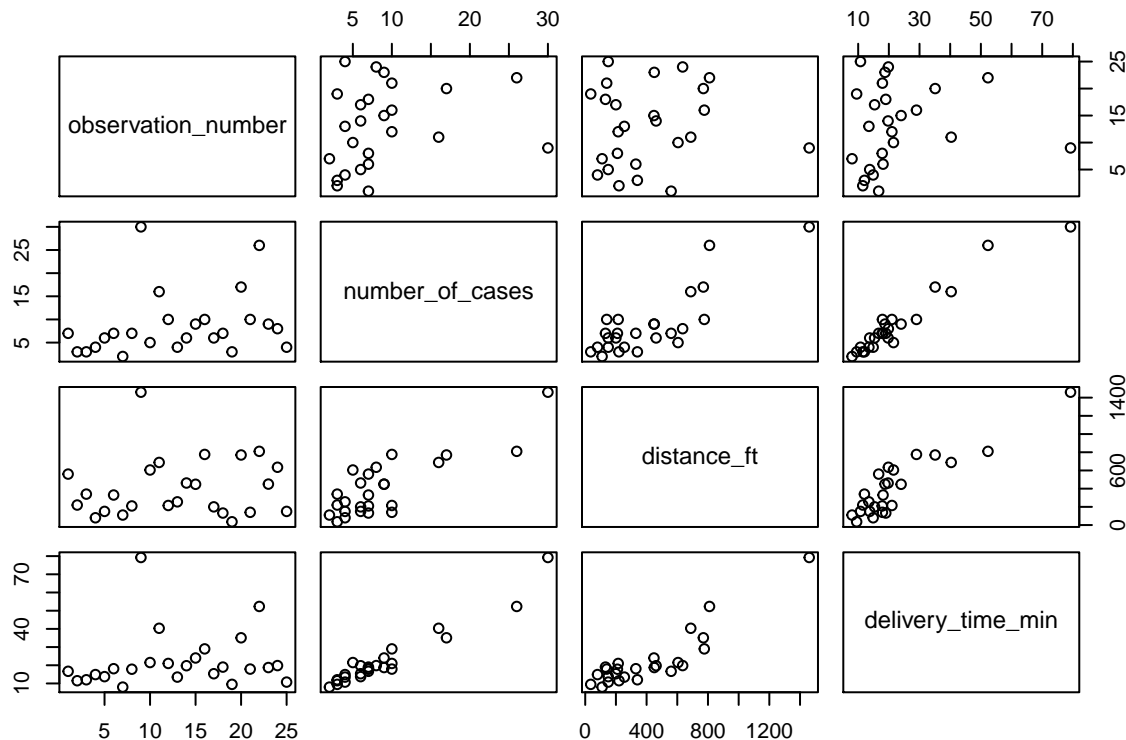 5 10 30
10 30 50 70
observation_number
5 15 25
5 15 25
number_of_cases
distance_ft
0 600 1400
10 40 70
delivery_time_min
5 10 15 20 25
0 400 800 1200